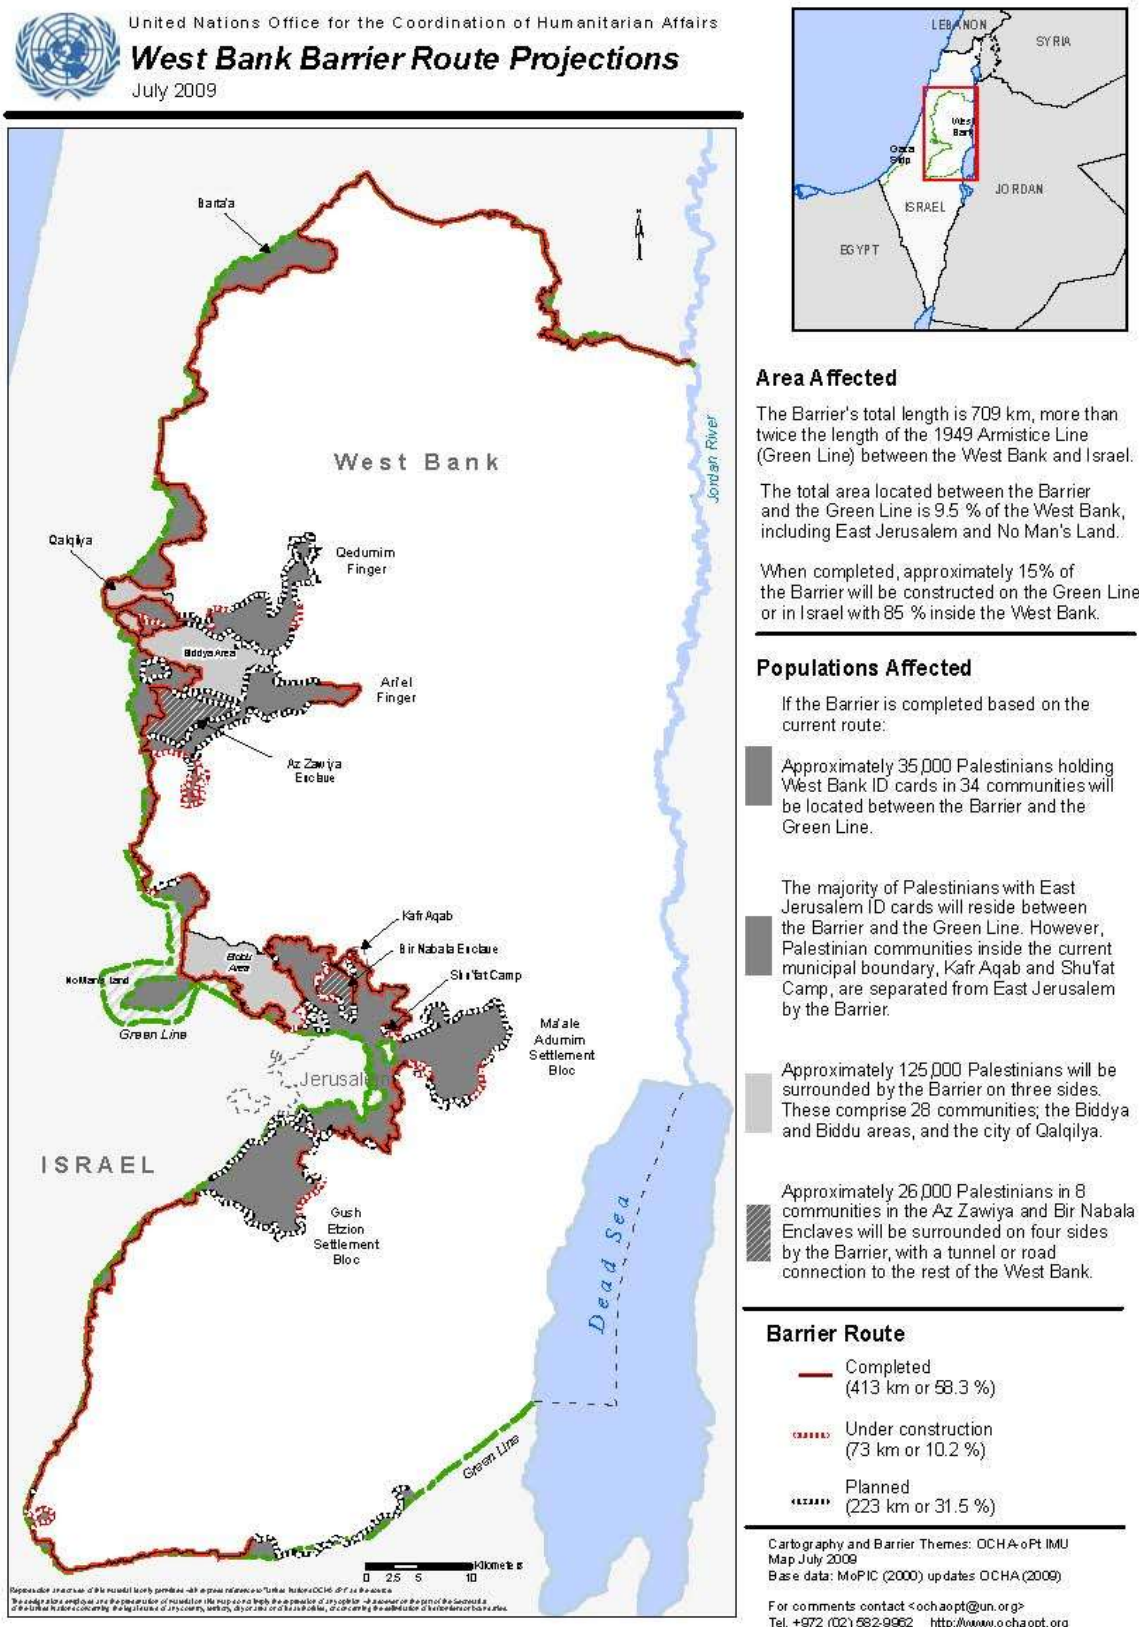 United Nations Office for the Coordination of Humanitarian Affairs
West Bank Barrier Route Projections
July 2009
LEBANON
SYRIA
West
Bank
Gaza
Strip
JORDAN
ISRAEL
EGYPT
Barta'a
West Bank
Jordan River
Qalqiliya
Qedumim
Finger
Biddya Area
Ariel
Finger
Az Zawiya
Enclave
Kafr Aqab
Bir Nabala Enclave
Shu'fat Camp
Biddu
Area
No Man's Land
Green Line
Ma'ale
Adumim
Settlement
Bloc
Jerusalem
ISRAEL
Gush
Etzion
Settlement
Bloc
Dead Sea
Green Line
Kilometers
0 2.5 5 10
Area Affected
The Barrier's total length is 709 km, more than
twice the length of the 1949 Armistice Line
(Green Line) between the West Bank and Israel.
The total area located between the Barrier
and the Green Line is 9.5 % of the West Bank,
including East Jerusalem and No Man's Land.
When completed, approximately 15% of
the Barrier will be constructed on the Green Line
or in Israel with 85 % inside the West Bank.
Populations Affected
If the Barrier is completed based on the
current route:
Approximately 35,000 Palestinians holding
West Bank ID cards in 34 communities will
be located between the Barrier and the
Green Line.
The majority of Palestinians with East
Jerusalem ID cards will reside between
the Barrier and the Green Line. However,
Palestinian communities inside the current
municipal boundary, Kafr Aqab and Shu'fat
Camp, are separated from East Jerusalem
by the Barrier.
Approximately 125,000 Palestinians will be
surrounded by the Barrier on three sides.
These comprise 28 communities; the Biddya
and Biddu areas, and the city of Qalqilya.
Approximately 26,000 Palestinians in 8
communities in the Az Zawiya and Bir Nabala
Enclaves will be surrounded on four sides
by the Barrier, with a tunnel or road
connection to the rest of the West Bank.
Barrier Route
Completed
(413 km or 58.3 %)
Under construction
(73 km or 10.2 %)
Planned
(223 km or 31.5 %)
Cartography and Barrier Themes: OCHA-oPt IMU
Map July 2009
Base data: MoPIC (2000) updates OCHA (2009)
For comments contact <ochaopt@un.org>
Tel. +972 (02) 582-9962 http://www.ochaopt.org